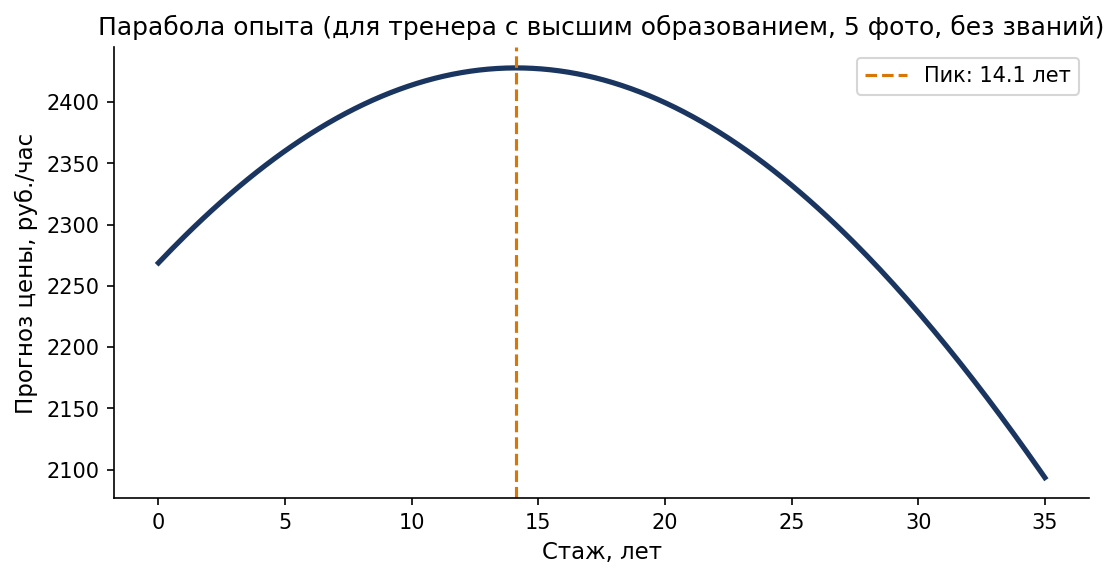 Парабола опыта (для тренера с высшим образованием, 5 фото, без званий)
Пик: 14.1 лет
Прогноз цены, руб./час
2400
2350
2300
2250
2200
2150
2100
0 5 10 15 20 25 30 35
Стаж, лет